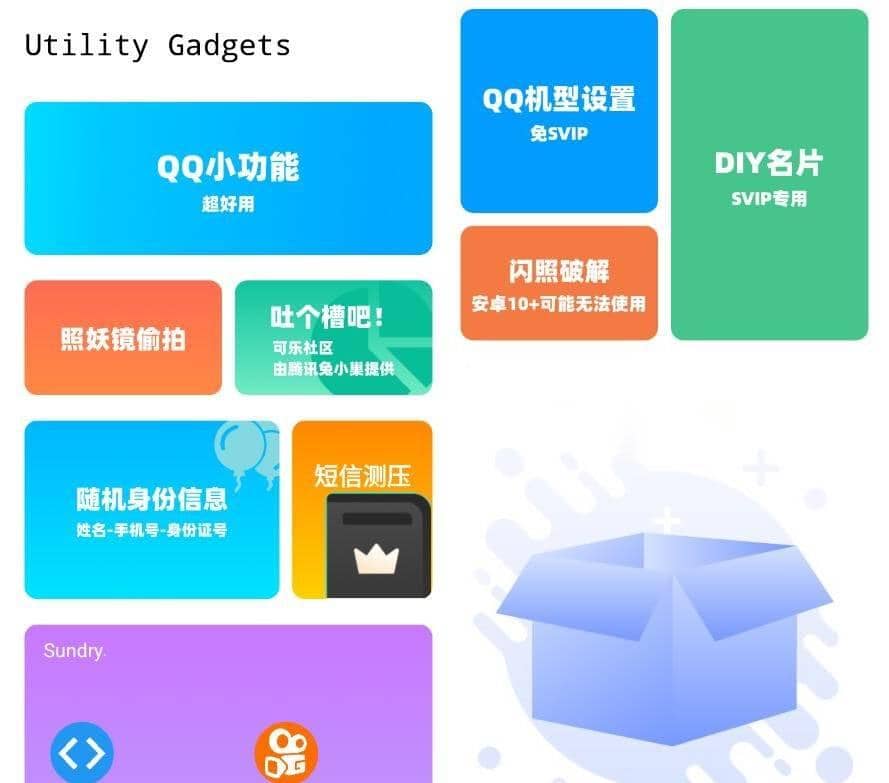 Utility Gadgets
QQ小功能
超好用
照妖镜偷拍
吐个槽吧!
可乐社区
由腾讯兔小巢提供
随机身份信息
姓名-手机号-身份证号
短信测压
Sundry.
QQ机型设置
免SVIP
闪照破解
安卓10+可能无法使用
DIY名片
SVIP专用